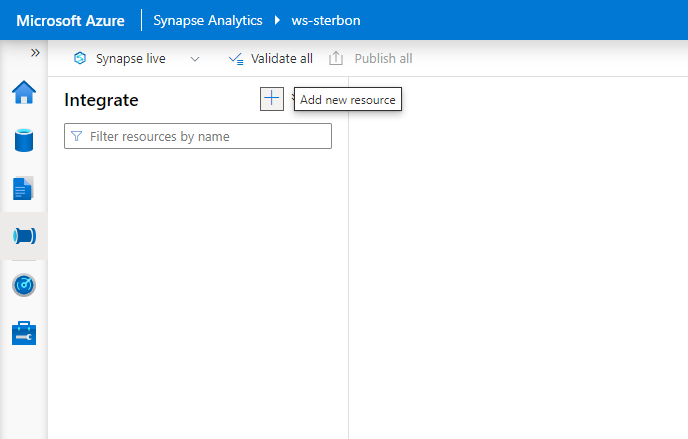 Microsoft Azure Synapse Analytics ws-sterbon
Synapse live Validate all Publish all
Integrate Add new resource
Filter resources by name